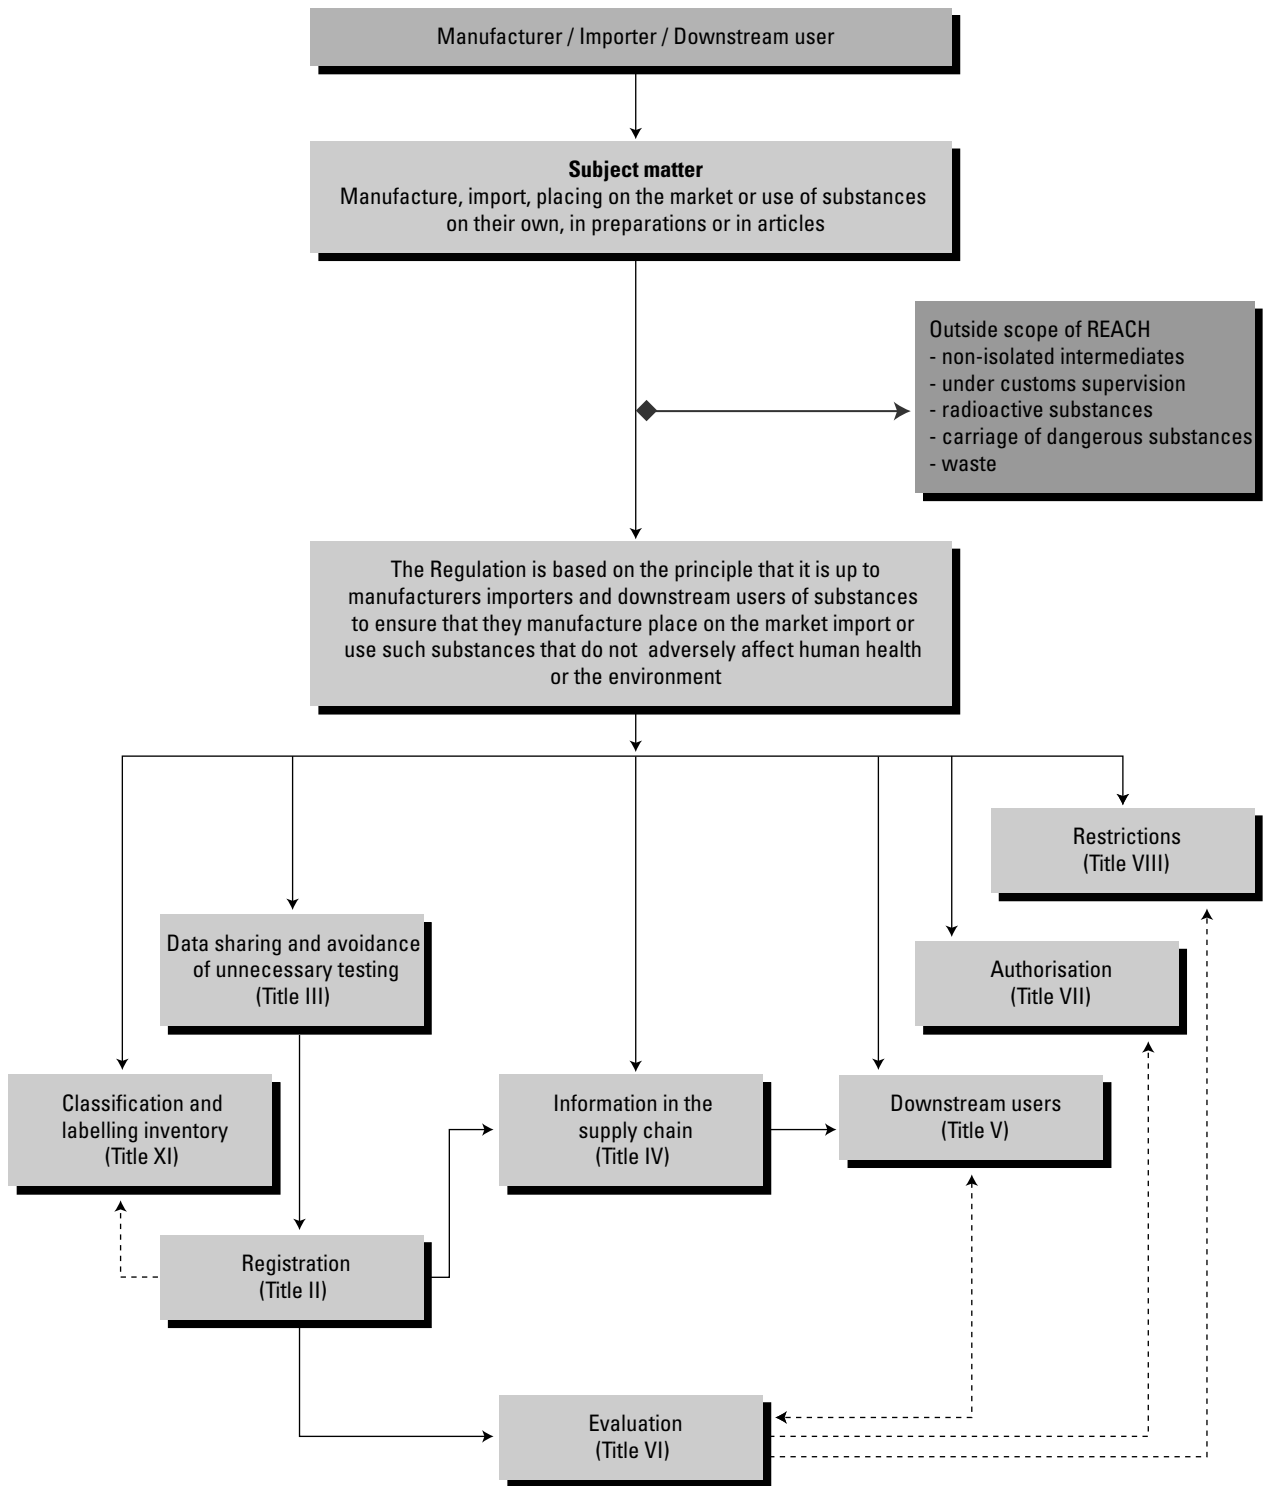 Manufacturer / Importer / Downstream user
Subject matter
Manufacture, import, placing on the market or use of substances
on their own, in preparations or in articles
Outside scope of REACH
- non-isolated intermediates
- under customs supervision
- radioactive substances
- carriage of dangerous substances
- waste
The Regulation is based on the principle that it is up to
manufacturers importers and downstream users of substances
to ensure that they manufacture place on the market import or
use such substances that do not adversely affect human health
or the environment
Restrictions
(Title VIII)
Data sharing and avoidance
of unnecessary testing
(Title III)
Authorisation
(Title VII)
Classification and
labelling inventory
(Title XI)
Information in the
supply chain
(Title IV)
Downstream users
(Title V)
Registration
(Title II)
Evaluation
(Title VI)